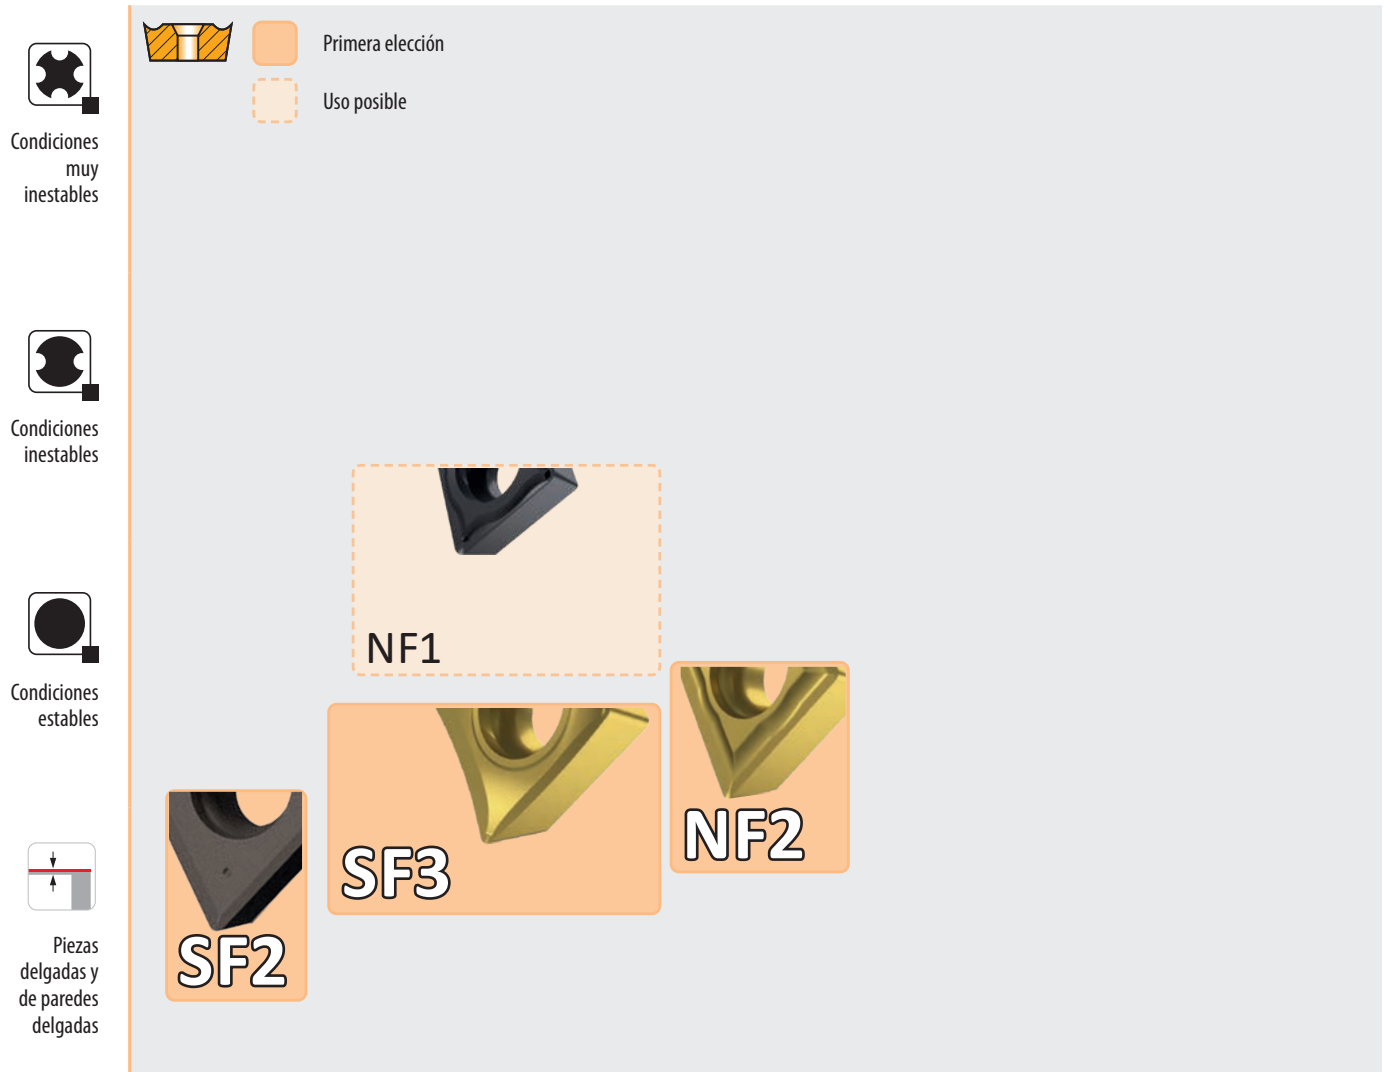 Primera elección
Uso posible
Condiciones
muy
inestables
Condiciones
inestables
NF1
Condiciones
estables
NF2
SF3
SF2
Piezas
delgadas y
de paredes
delgadas